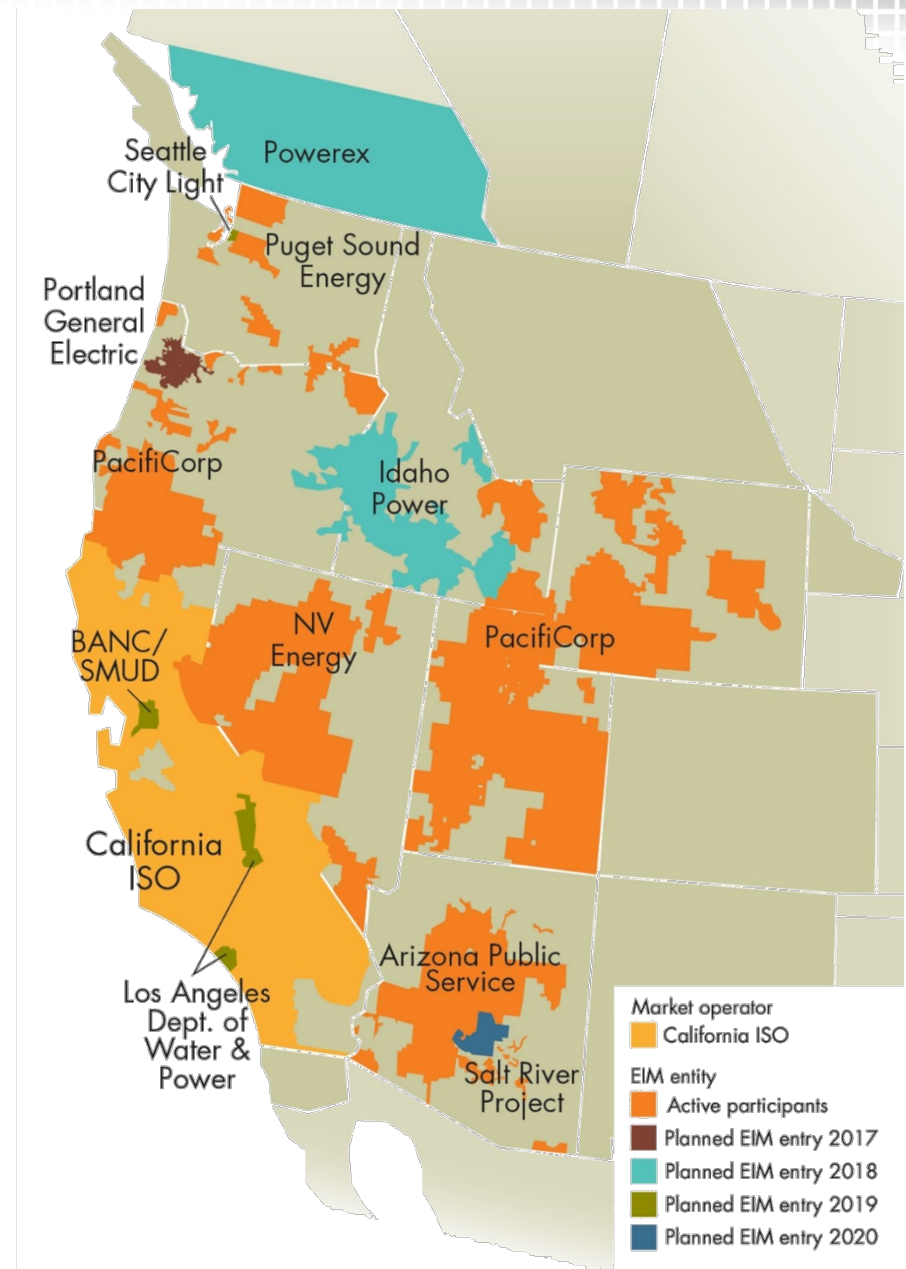 Seattle
City Light
Powerex
Puget Sound
Energy
Portland
General
Electric
PacifiCorp
Idaho
Power
BANC/
SMUD
NV
Energy
PacifiCorp
California
ISO
Arizona Public
Service
Los Angeles
Dept. of
Water &
Power
Salt River
Project
Market operator
California ISO
EIM entity
Active participants
Planned EIM entry 2017
Planned EIM entry 2018
Planned EIM entry 2019
Planned EIM entry 2020